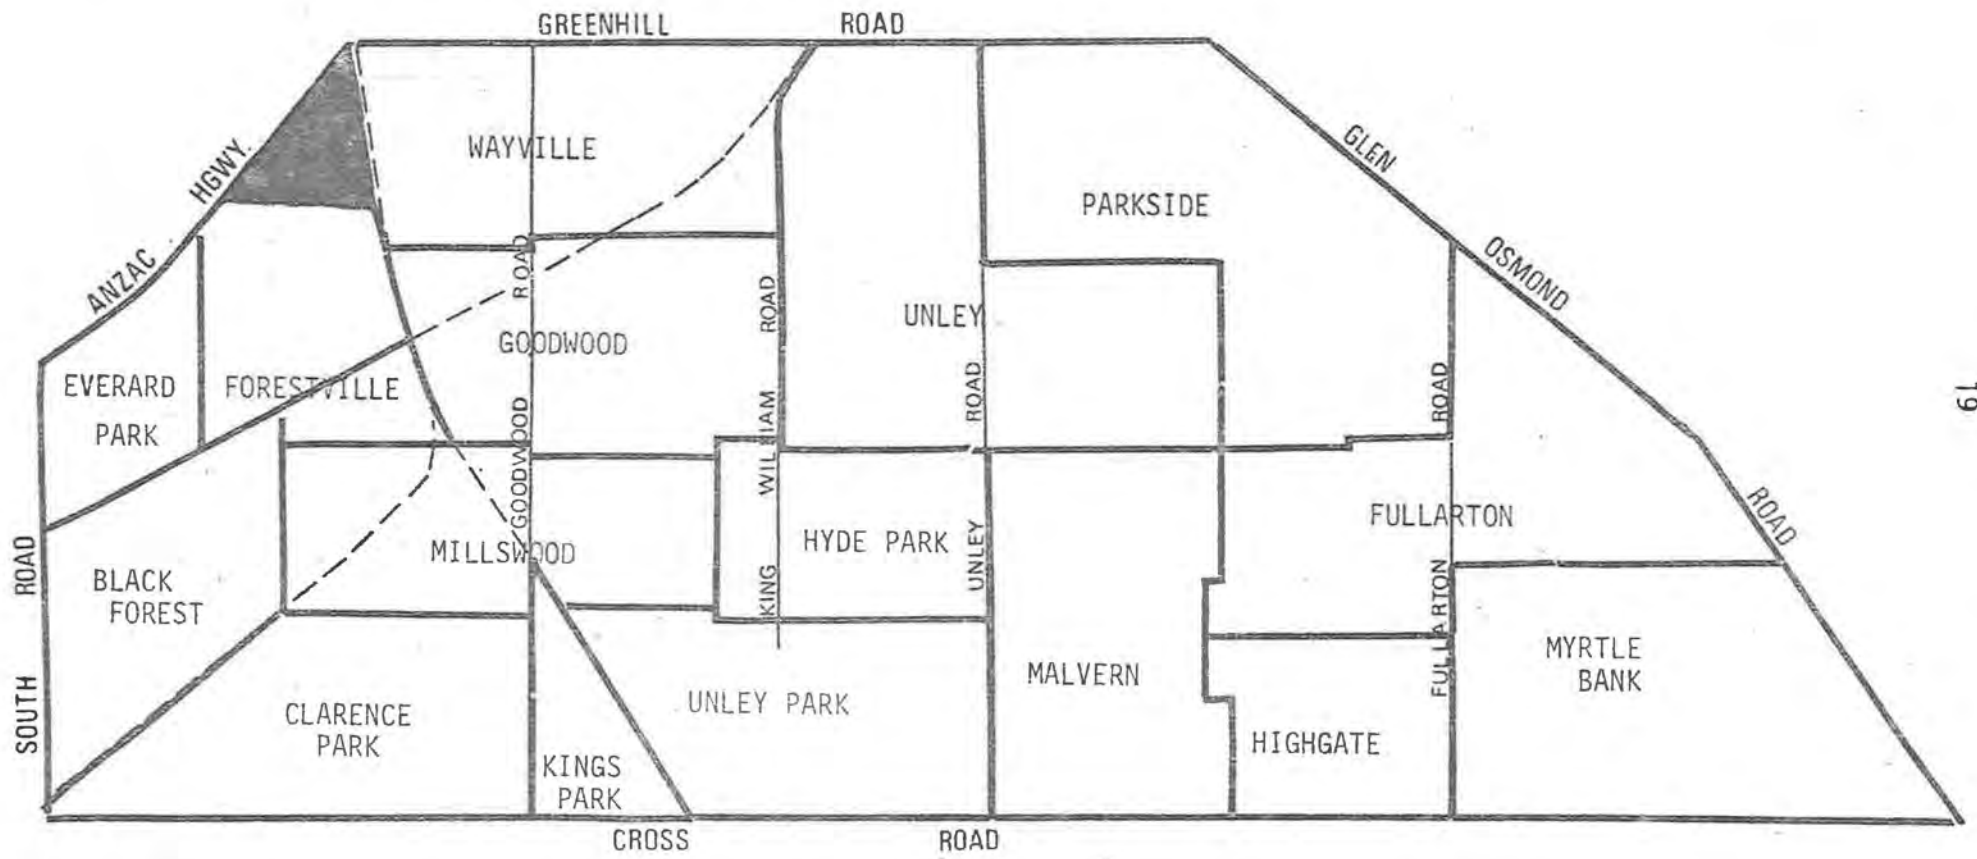 GREENHILL ROAD
HGWY.
ANZAC
WAYVILLE
GLEN
OSMOND
ROAD
PARKSIDE
ROAD
ROAD
UNLEY
GOODWOOD
EVERARD
PARK
FORESTVILLE
ROAD
ROAD
19
GOODWOOD
WILLIAM
KING
MILLSWOOD
HYDE PARK
UNLEY
FULLARTON
FULLARTON
ROAD
SOUTH
BLACK
FOREST
MYRTLE
BANK
MALVERN
UNLEY PARK
CLARENCE
PARK
HIGHGATE
KINGS
PARK
CROSS ROAD